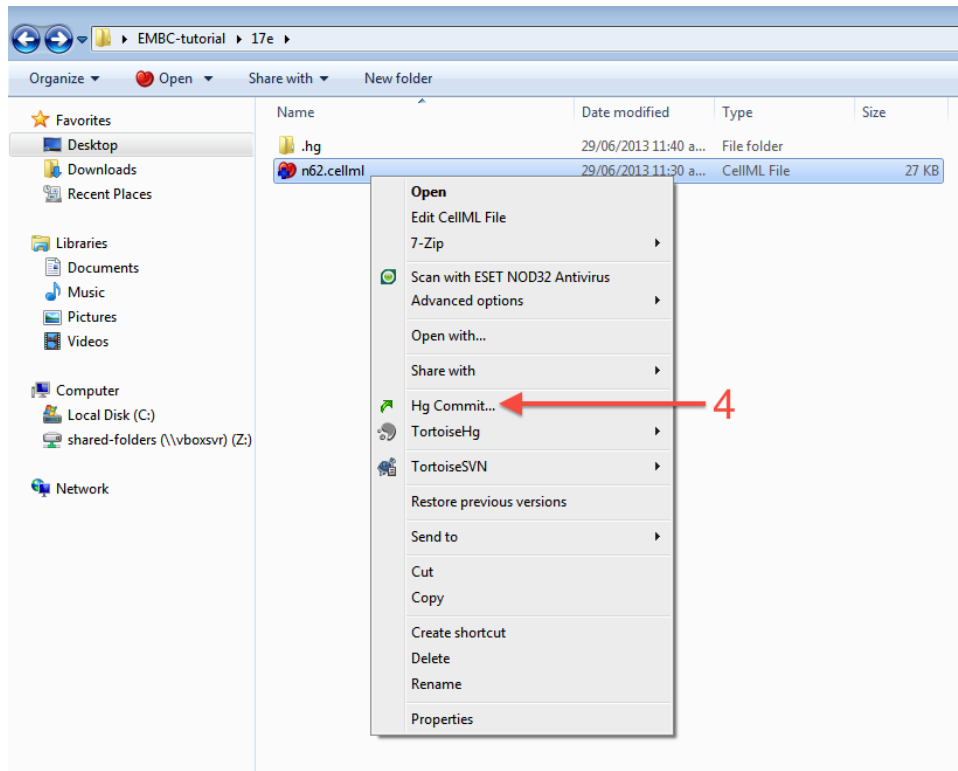 EMBC-tutorial 17e
Organize Open Share with New folder
Name Date modified Type Size
Favorites
Desktop
Downloads
Recent Places
Libraries
Documents
Music
Pictures
Videos
Computer
Local Disk (C:)
shared-folders (\\vboxsvr) (Z:)
Network
.hg 29/06/2013 11:40 a... File folder
n62.cellml 29/06/2013 11:30 a... CellML File 27 KB
Open
Edit CellML File
7-Zip
Scan with ESET NOD32 Antivirus
Advanced options
Open with...
Share with
Hg Commit... 4
TortoiseHg
TortoiseSVN
Restore previous versions
Send to
Cut
Copy
Create shortcut
Delete
Rename
Properties